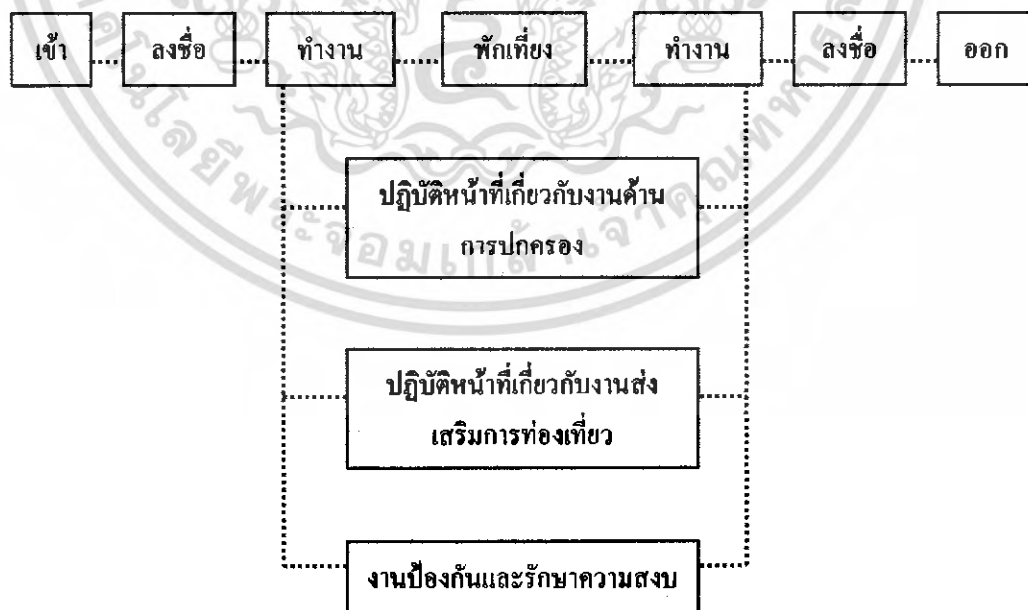 เข้า
ลงชื่อ
ทำงาน
พักเที่ยง
ทำงาน
ลงชื่อ
ออก
ปฏิบัติหน้าที่เกี่ยวกับงานด้าน
การปกครอง
ปฏิบัติหน้าที่เกี่ยวกับงานส่ง
เสริมการท่องเที่ยว
งานป้องกันและรักษาความสงบ